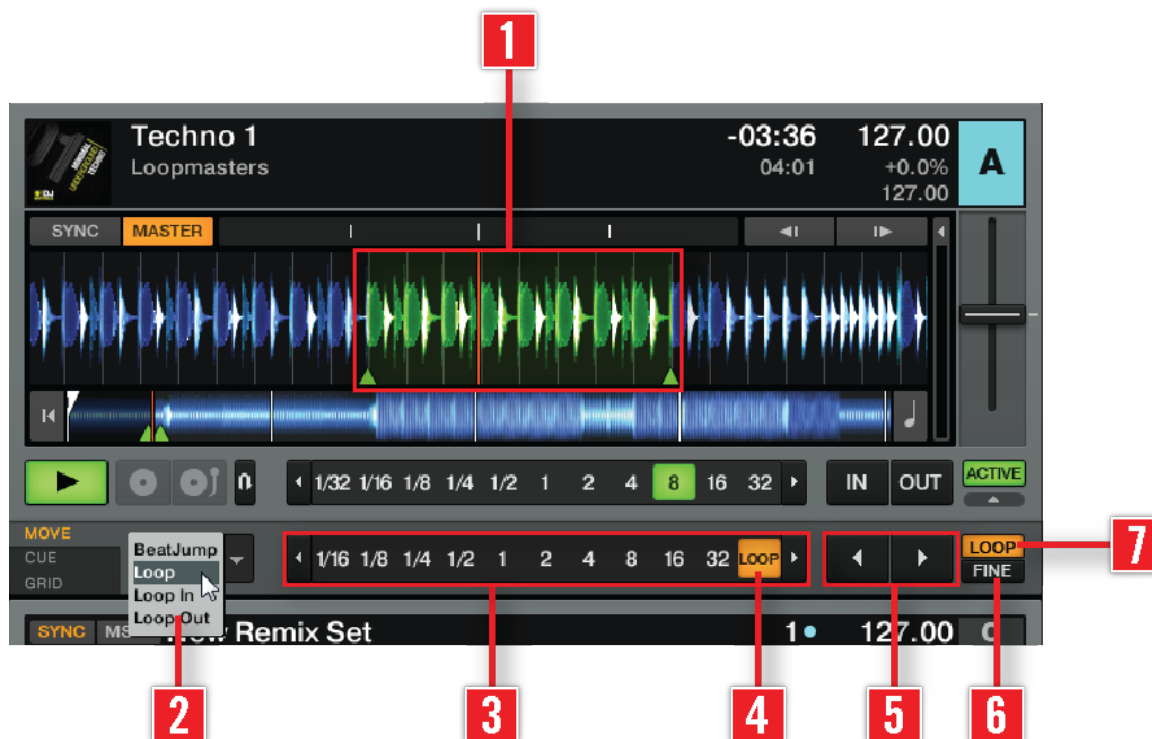 1
Techno 1
-03:36
127.00
A
Loopmasters
04:01
+0.0%
127.00
UNDERGROUND
SYNC
MASTER
1/32 1/16 1/8 1/4 1/2 1 2 4 8 16 32
IN
OUT
ACTIVE
MOVE
CUE
GRID
BeatJump
Loop
Loop In
Loop Out
1/16 1/8 1/4 1/2 1 2 4 8 16 32 LOOP
LOOP
FINE
7
SYNC
Remix Set
1
127.00
2
3
4
5
6